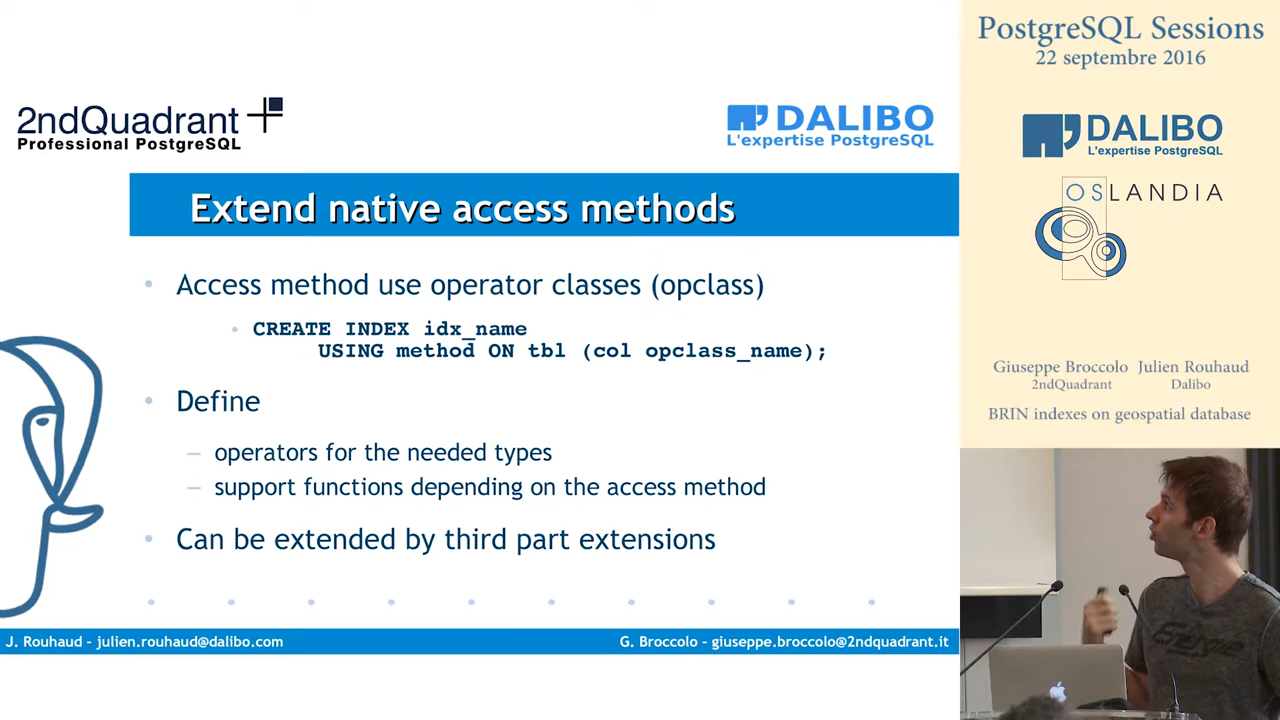 2ndQuadrant
Professional PostgreSQL
DALIBO
L'expertise PostgreSQL
Extend native access methods
• Access method use operator classes (opclass)
• CREATE INDEX idx_name
USING method ON tbl (col opclass_name);
• Define
– operators for the needed types
– support functions depending on the access method
• Can be extended by third part extensions
J. Rouhaud - julien.rouhaud@dalibo.com
G. Broccolo - giuseppe.broccolo@2ndquadrant.it
PostgreSQL Sessions
22 septembre 2016
DALIBO
L'expertise PostgreSQL
OSLANDIA
Giuseppe Broccolo Julien Rouhaud
2ndQuadrant Dalibo
BRIN indexes on geospatial database